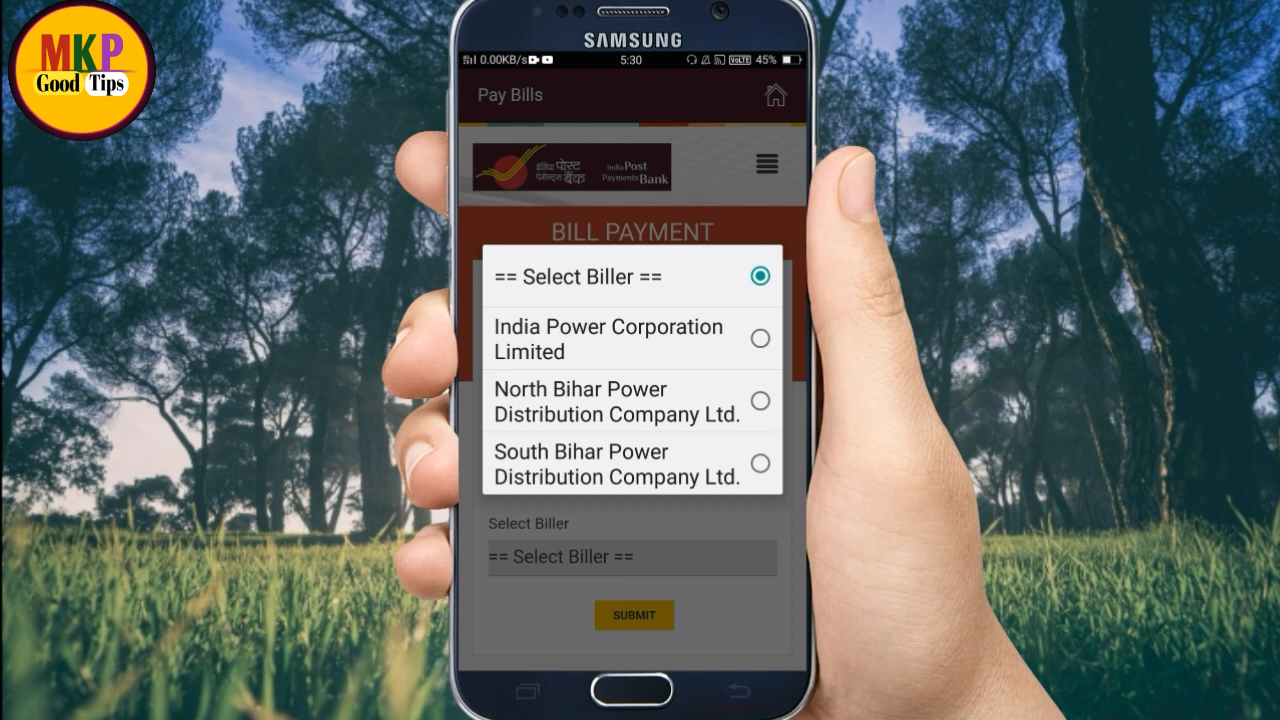 MKP
Good Tips
SAMSUNG
0.00KB/s
5:30
VoLTE
45%
Pay Bills
इंडिया पोस्ट
पेमेन्ट्स बैंक
India Post
Payments Bank
BILL PAYMENT
== Select Biller ==
India Power Corporation
Limited
North Bihar Power
Distribution Company Ltd.
South Bihar Power
Distribution Company Ltd.
Select Biller
== Select Biller ==
SUBMIT